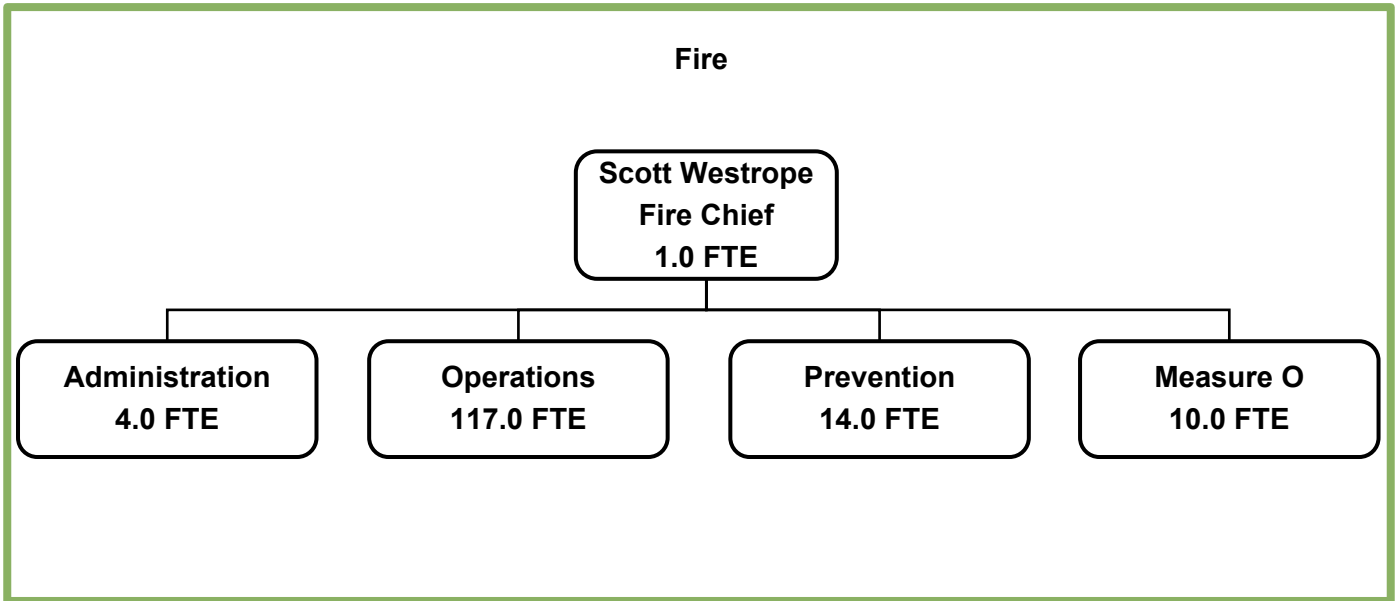 Fire
Scott Westrope
Fire Chief
1.0 FTE
Administration
4.0 FTE
Operations
117.0 FTE
Prevention
14.0 FTE
Measure O
10.0 FTE